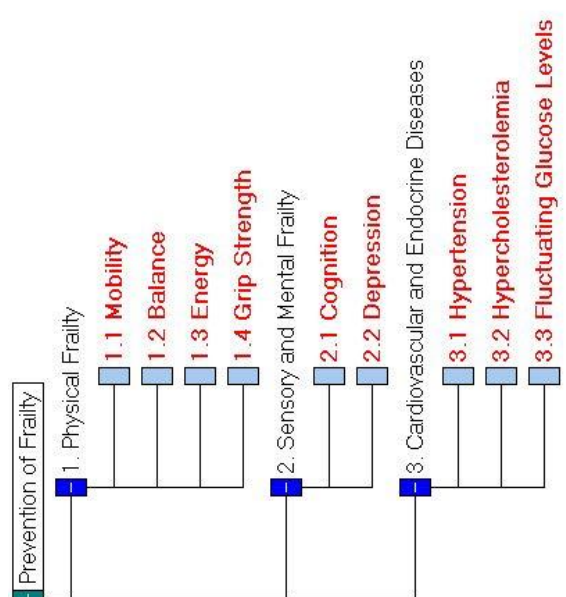 Prevention of Frailty
1. Physical Frailty
1.1 Mobility
1.2 Balance
1.3 Energy
1.4 Grip Strength
2. Sensory and Mental Frailty
2.1 Cognition
2.2 Depression
3. Cardiovascular and Endocrine Diseases
3.1 Hypertension
3.2 Hypercholesterolemia
3.3 Fluctuating Glucose Levels